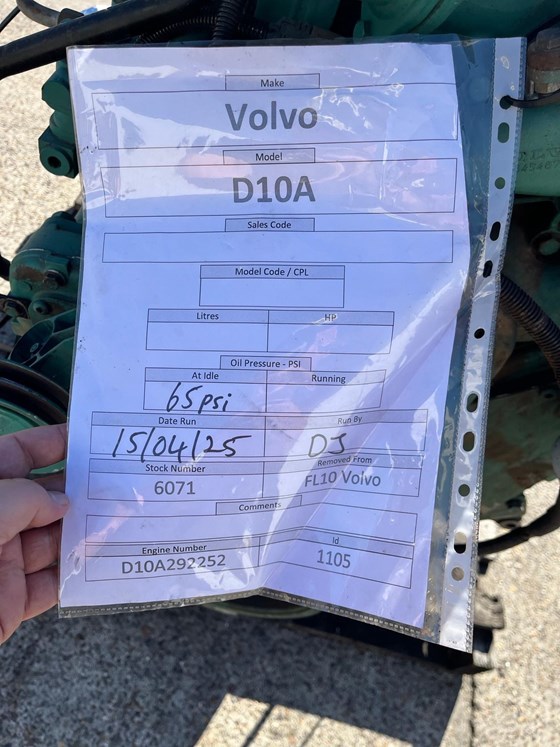 Make
Volvo
Model
D10A
Sales Code
Model Code / CPL
Litres HP
Oil Pressure - PSI
At Idle Running
65psi
Date Run Run By
15/04/25 DJ
Stock Number Removed From
6071 FL10 Volvo
Comments
Engine Number Id
D10A292252 1105